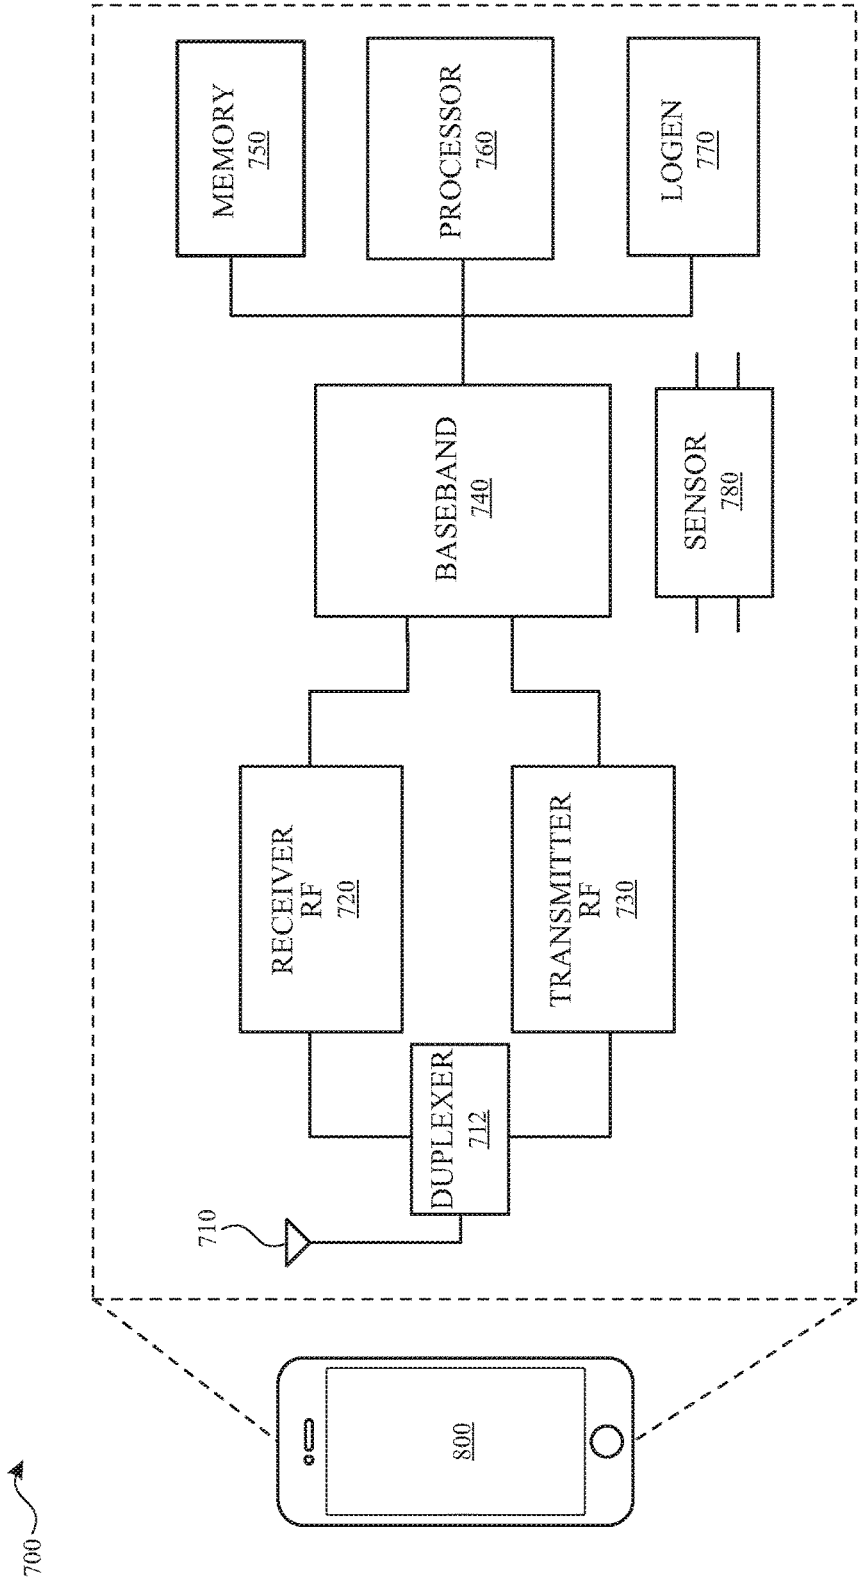 700
800
710
DUPLEXER
712
RECEIVER
RF
720
TRANSMITTER
RF
730
BASEBAND
740
SENSOR
780
MEMORY
750
PROCESSOR
760
LOGEN
770